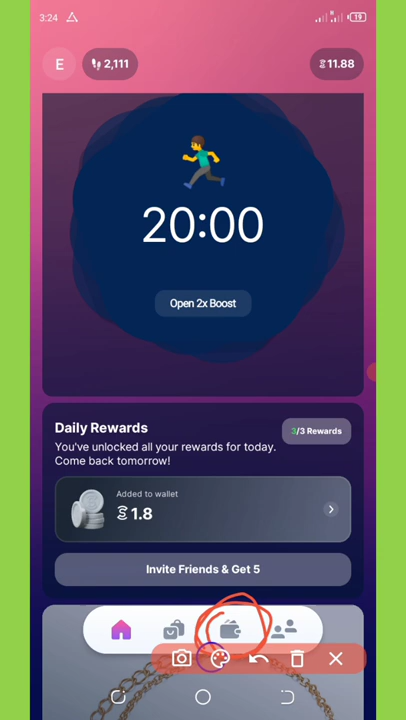 3:24
19
E
2,111
11.88
20:00
Open 2x Boost
Daily Rewards
3/3 Rewards
You've unlocked all your rewards for today.
Come back tomorrow!
Added to wallet
1.8
Invite Friends & Get 5